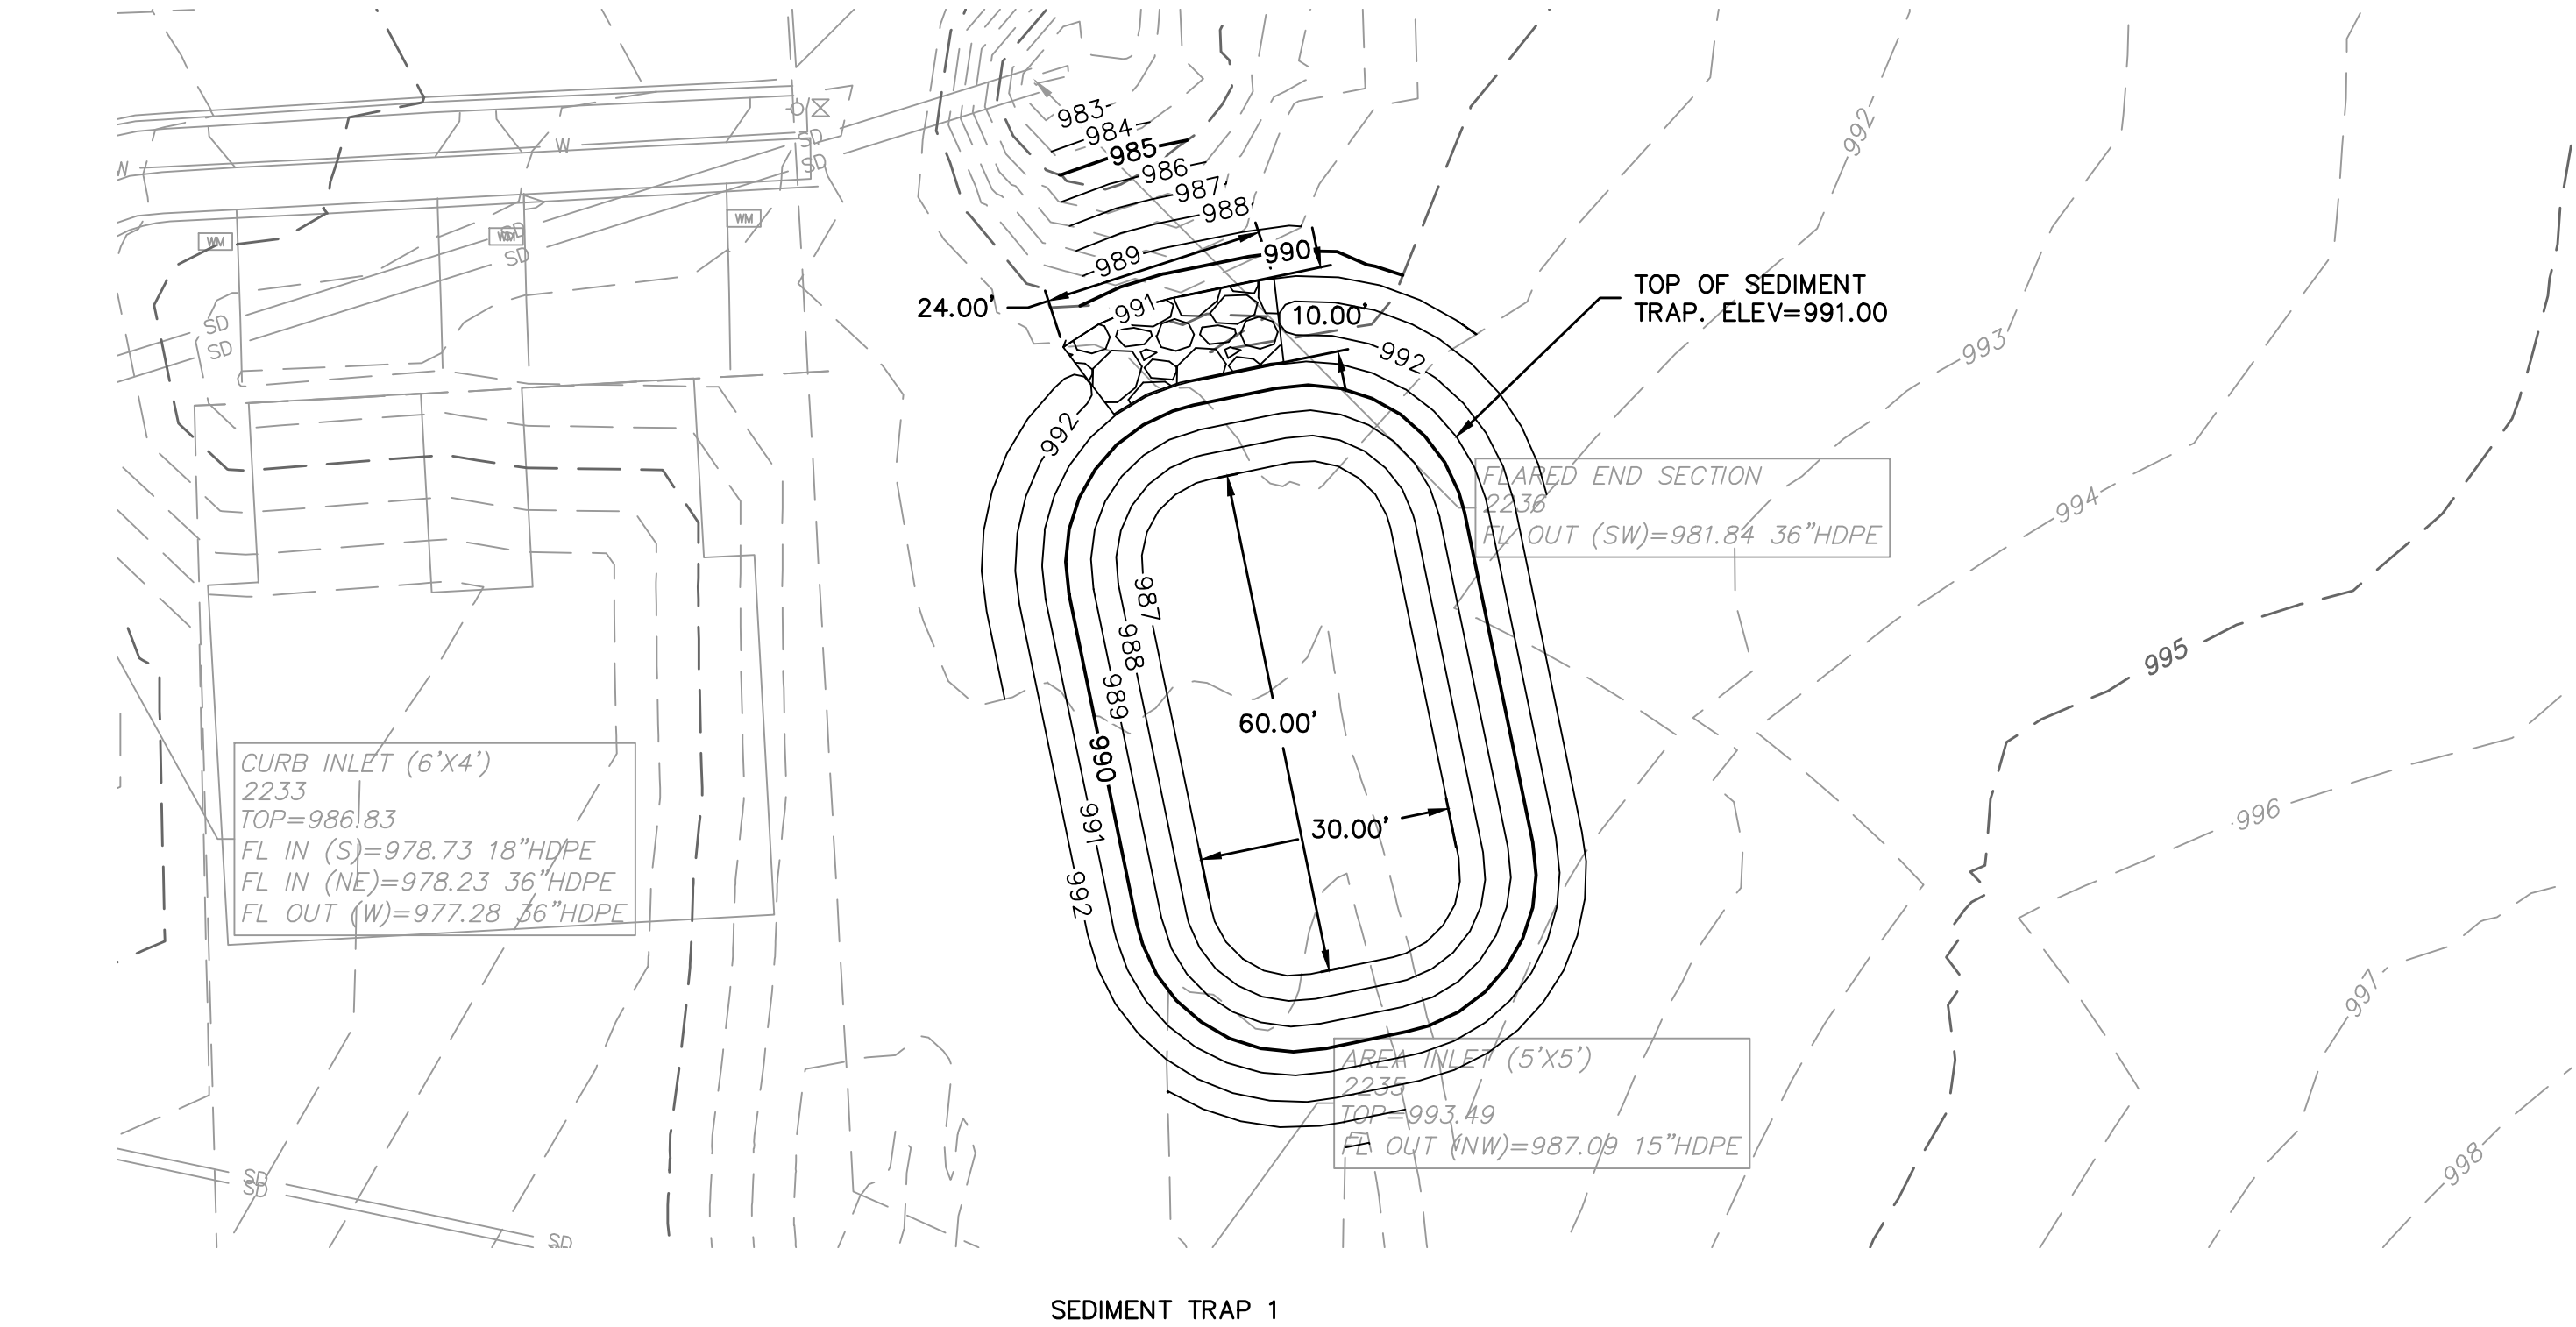 983
984
985
986
987
988
989
990
991
992
992
24.00'
10.00'
TOP OF SEDIMENT
TRAP. ELEV=991.00
W
W
SD
SD
WM
WM
WM
SD
SD
SD
SD
992
993
994
995
996
997
998
FLARED END SECTION
2236
FL OUT (SW)=981.84 36"HDPE
987
988
989
990
991
992
60.00'
30.00'
CURB INLET (6'X4')
2233
TOP=986.83
FL IN (S)=978.73 18"HDPE
FL IN (NE)=978.23 36"HDPE
FL OUT (W)=977.28 36"HDPE
AREA INLET (5'X5')
2235
TOP=993.49
FL OUT (NW)=987.09 15"HDPE
SD
SD
SD
SEDIMENT TRAP 1